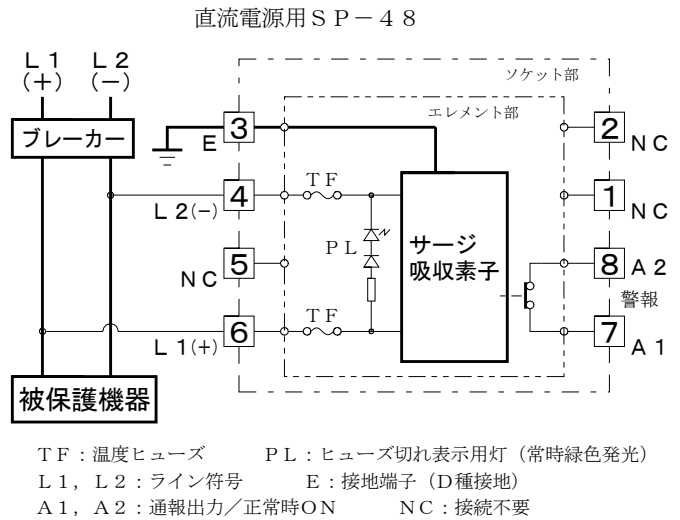 直流電源用SP-48
L1 L2
(+) (-)
ソケット部
エレメント部
ブレーカー
3
E
2
NC
TF
4
L2(-)
1
NC
PL
サージ
吸収素子
5
NC
8 A2
警報
TF
6
L1(+)
7
A1
被保護機器
TF:温度ヒューズ PL:ヒューズ切れ表示用灯(常時緑色発光)
L1,L2:ライン符号 E:接地端子(D種接地)
A1,A2:通報出力/正常時ON NC:接続不要